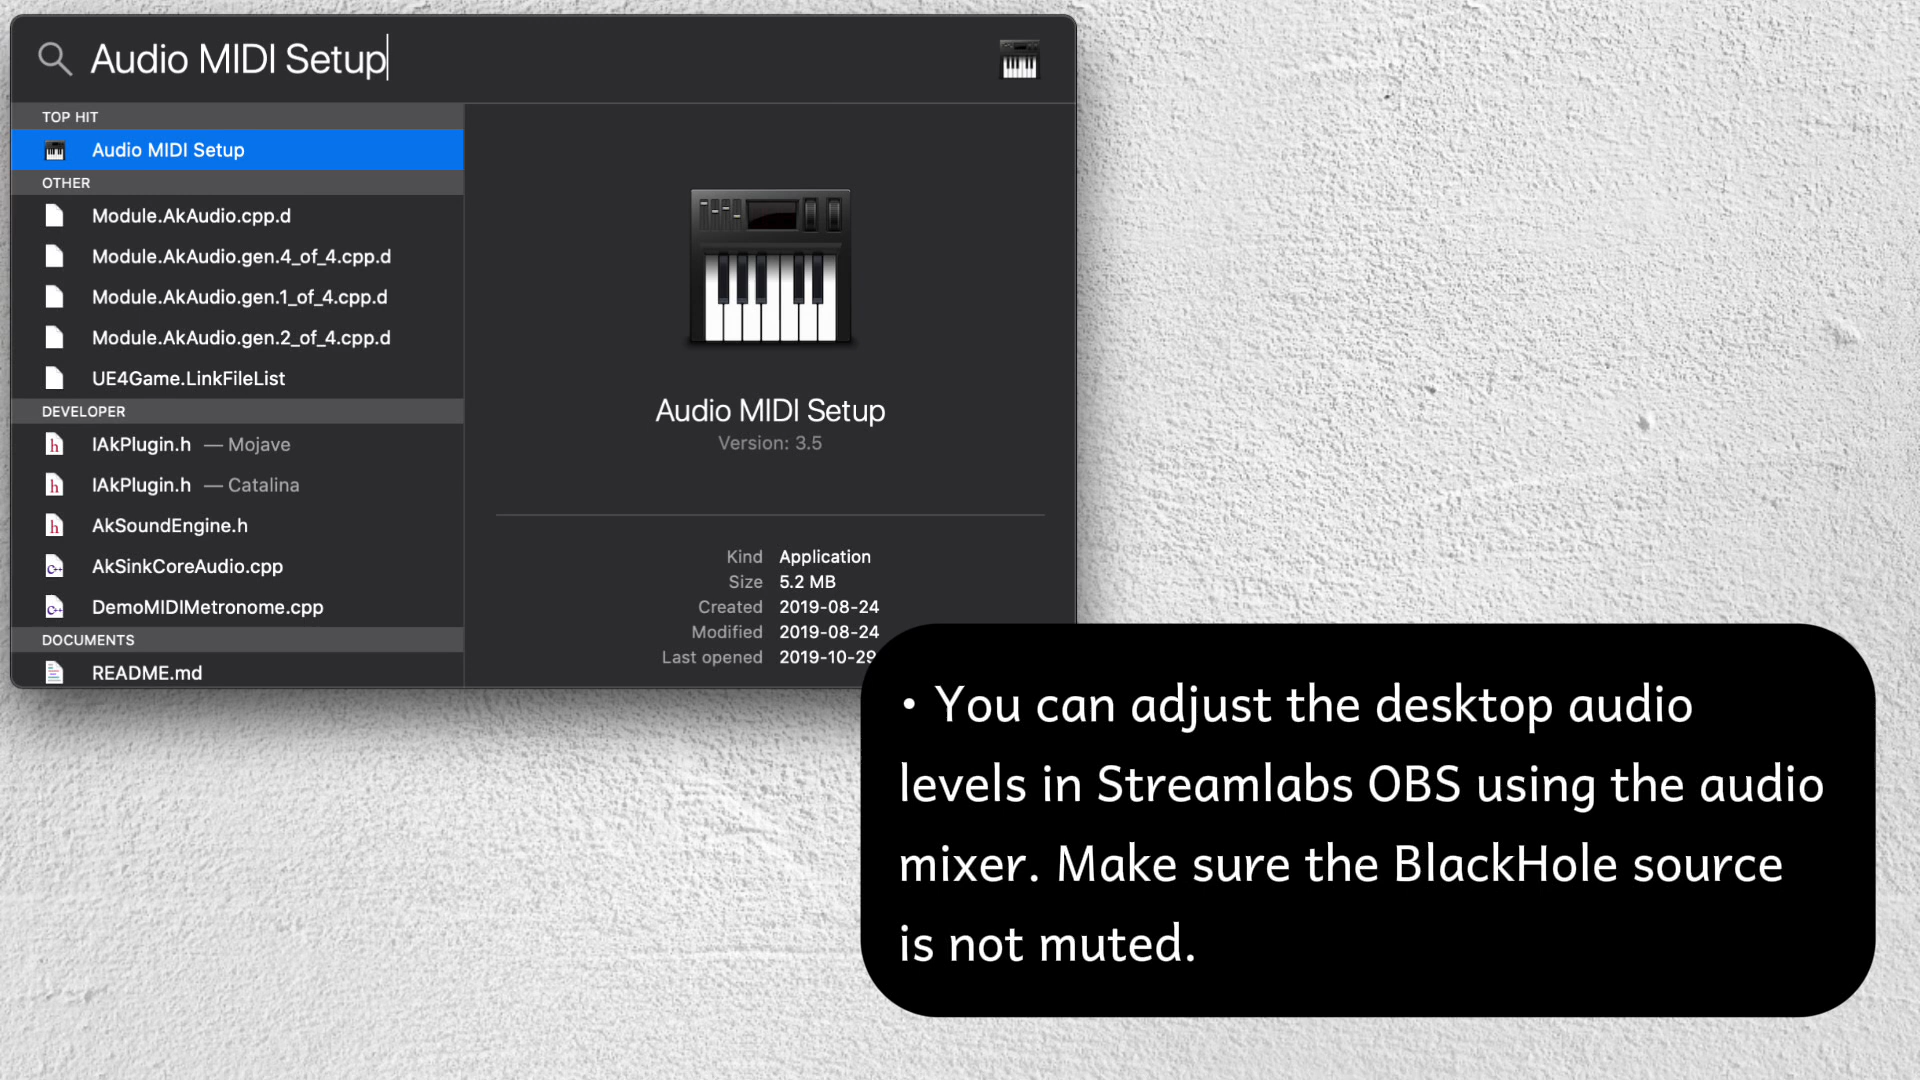 Audio MIDI Setup
TOP HIT
Audio MIDI Setup
OTHER
Module.AkAudio.cpp.d
Module.AkAudio.gen.4_of_4.cpp.d
Module.AkAudio.gen.1_of_4.cpp.d
Module.AkAudio.gen.2_of_4.cpp.d
UE4Game.LinkFileList
DEVELOPER
IAkPlugin.h — Mojave
IAkPlugin.h — Catalina
AkSoundEngine.h
AkSinkCoreAudio.cpp
DemoMIDIMetronome.cpp
DOCUMENTS
README.md
Audio MIDI Setup
Version: 3.5
Kind Application
Size 5.2 MB
Created 2019-08-24
Modified 2019-08-24
Last opened 2019-10-29
• You can adjust the desktop audio
levels in Streamlabs OBS using the audio
mixer. Make sure the BlackHole source
is not muted.